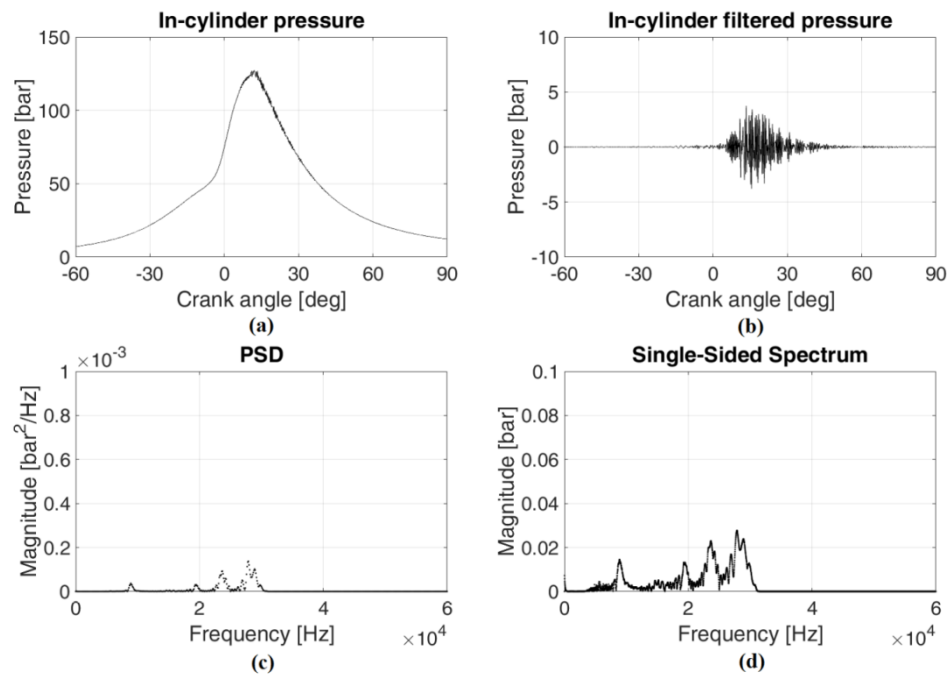 In-cylinder pressure
150
100
50
0
-60 -30 0 30 60 90
Pressure [bar]
Crank angle [deg]
(a)
In-cylinder filtered pressure
10
5
0
-5
-10
-60 -30 0 30 60 90
Pressure [bar]
Crank angle [deg]
(b)
PSD
×10-3
1
0.8
0.6
0.4
0.2
0
0 2 4 6
Magnitude [bar2/Hz]
Frequency [Hz]
×104
(c)
Single-Sided Spectrum
0.1
0.08
0.06
0.04
0.02
0
0 2 4 6
Magnitude [bar]
Frequency [Hz]
×104
(d)